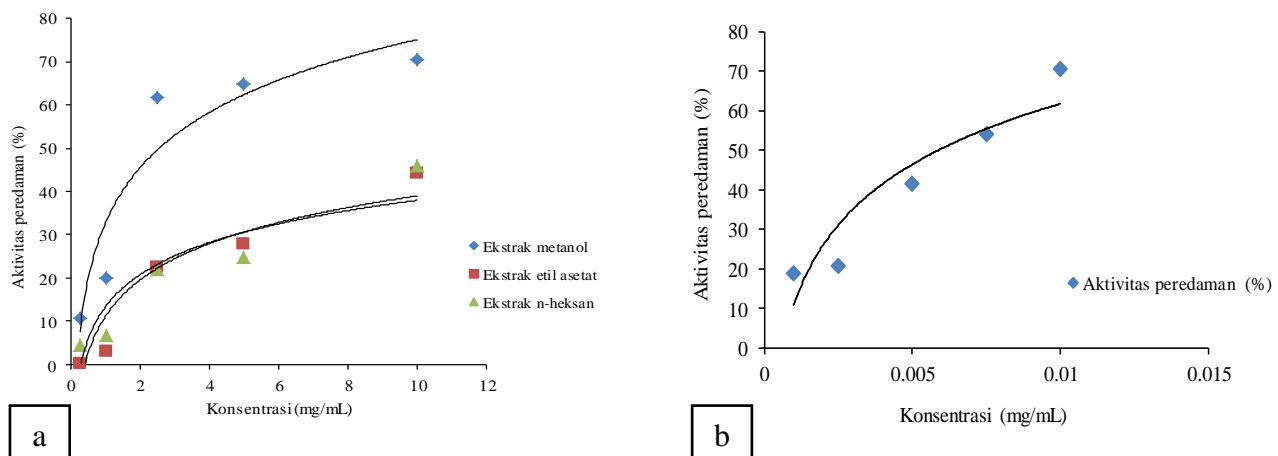 80
70
60
50
40
30
20
10
0
Aktivitas peredaman (%)
0 2 4 6 8 10 12
Konsentrasi (mg/mL)
Ekstrak metanol
Ekstrak etil asetat
Ekstrak n-heksan
a
80
70
60
50
40
30
20
10
0
Aktivitas peredaman (%)
0 0.005 0.01 0.015
Konsentrasi (mg/mL)
Aktivitas peredaman (%)
b